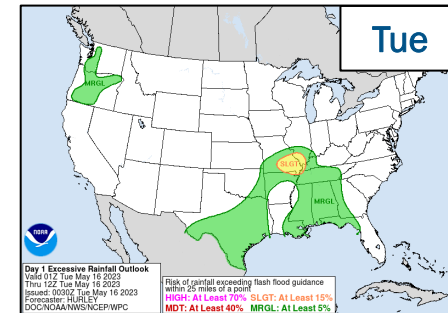 Tue
MRGL
SLGT
MRGL
NOAA
Day 1 Excessive Rainfall Outlook
Valid 01Z Tue May 16 2023
Thru 12Z Tue May 16 2023
Issued: 0030Z Tue May 16 2023
Forecaster: HURLEY
DOC/NOAA/NWS/NCEP/WPC
Risk of rainfall exceeding flash flood guidance
within 25 miles of a point
HIGH: At Least 70% SLGT: At Least 15%
MDT: At Least 40% MRGL: At Least 5%